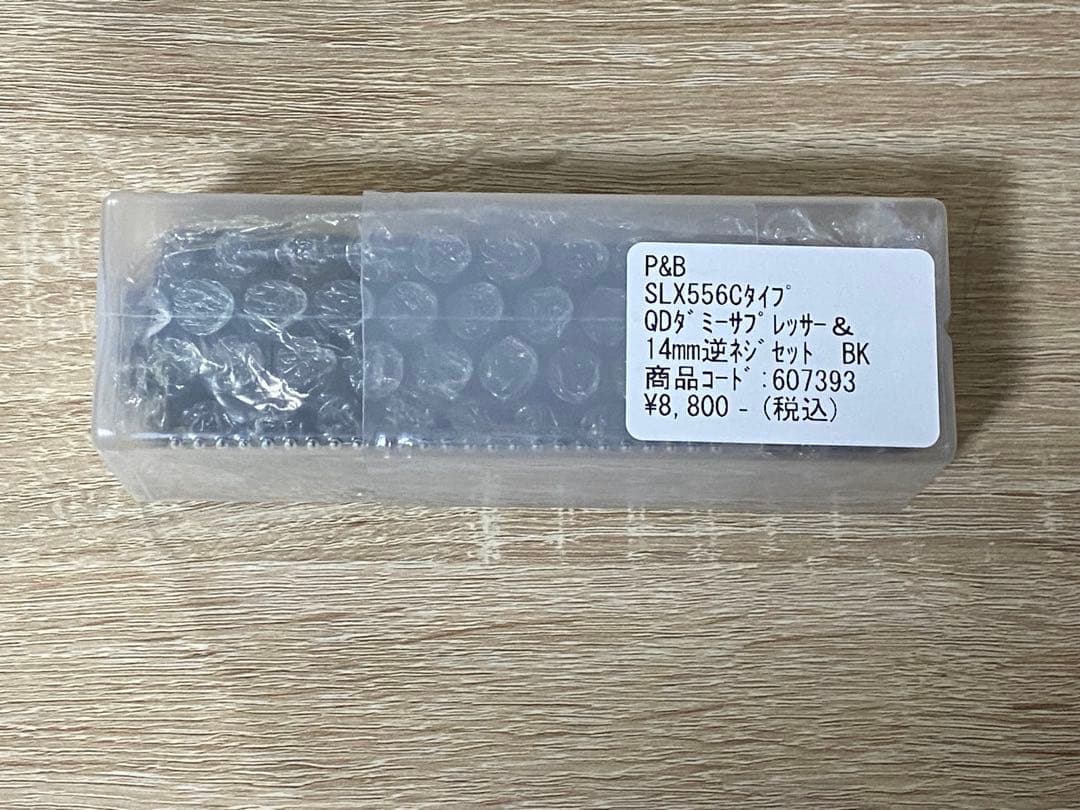 P&B
SLX556Cﾀｲﾌﾟ
QDﾀﾞﾐｰｻﾌﾟﾚｯｻｰ＆
14mm逆ﾈｼﾞｾｯﾄ　BK
商品ｺｰﾄﾞ:607393
¥8,800-（税込）